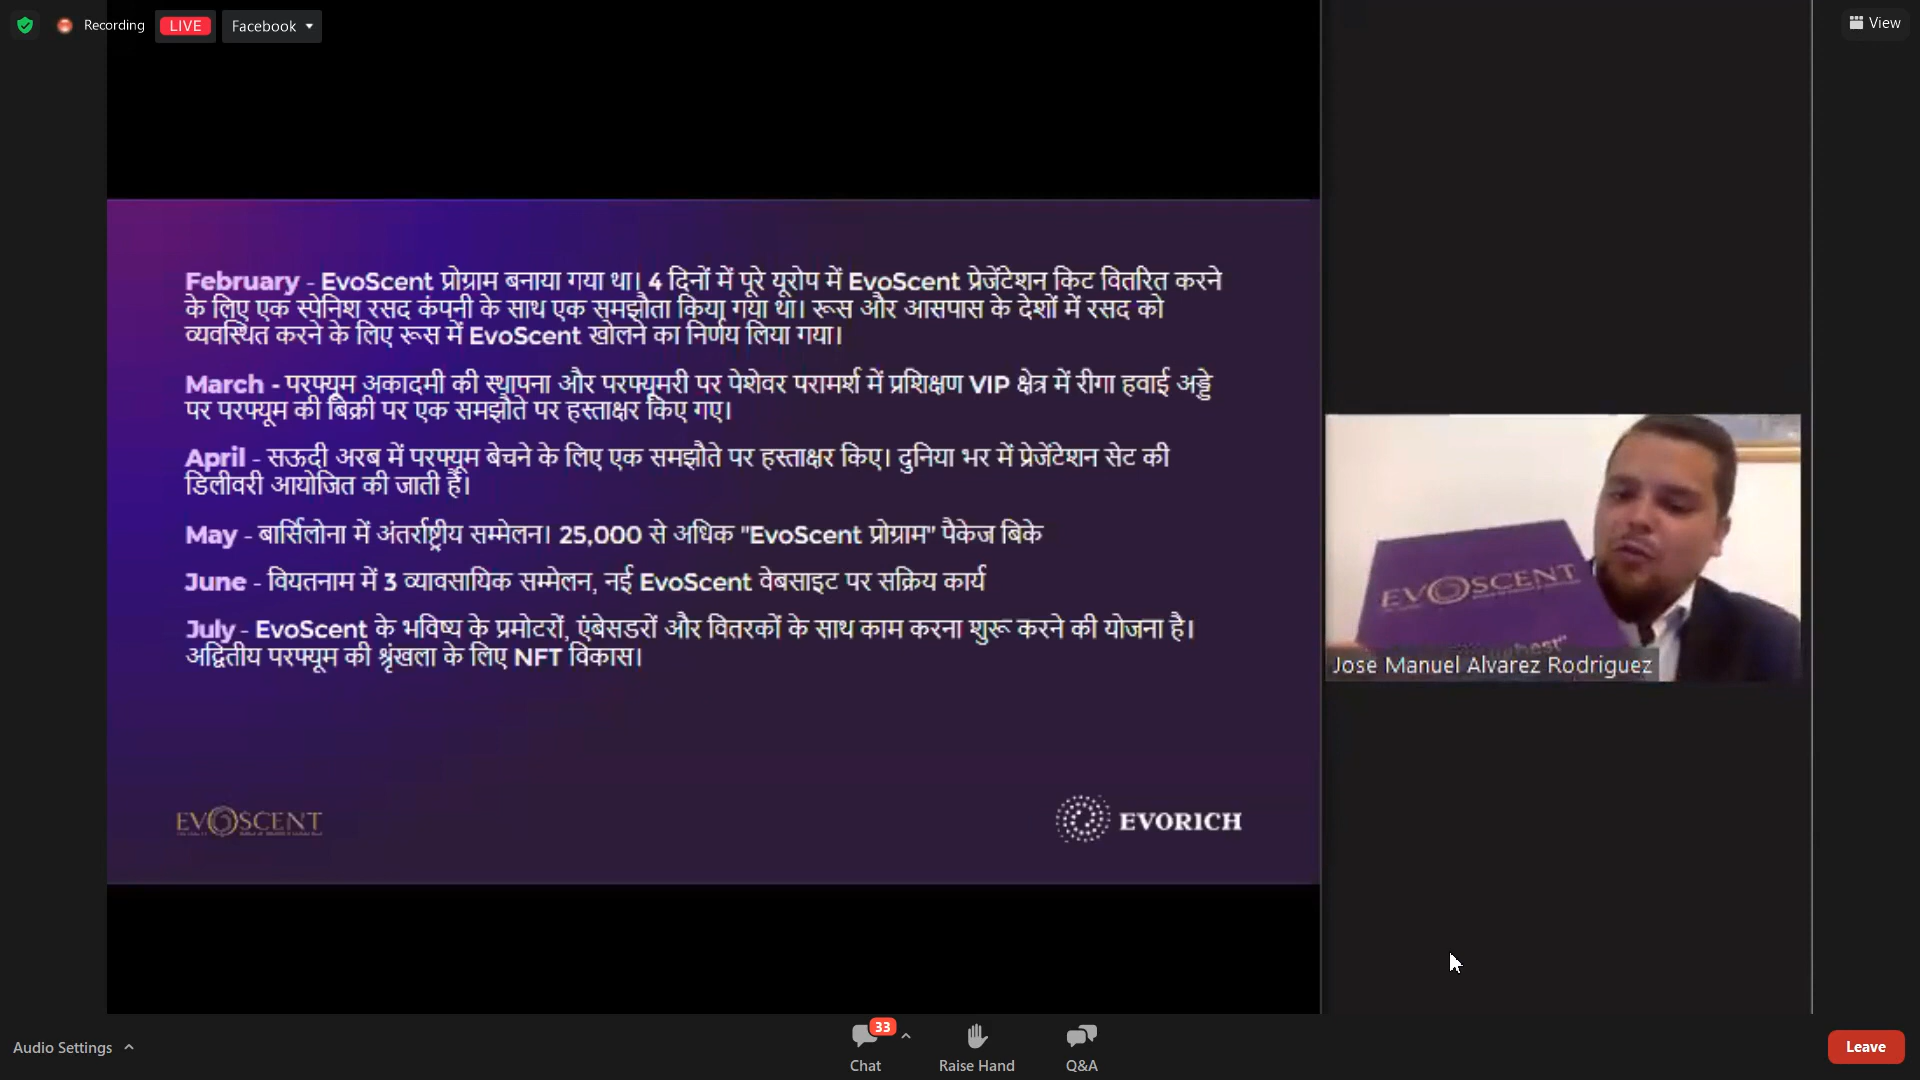 Recording
LIVE
Facebook
View
February - EvoScent प्रोग्राम बनाया गया था। 4 दिनों में पूरे यूरोप में EvoScent प्रेजेंटेशन किट वितरित करने
के लिए एक स्पेनिश रसद कंपनी के साथ एक समझौता किया गया था। रूस और आसपास के देशों में रसद को
व्यवस्थित करने के लिए रूस में EvoScent खोलने का निर्णय लिया गया।
March - परफ्यूम अकादमी की स्थापना और परफ्यूमरी पर पेशेवर परामर्श में प्रशिक्षण VIP क्षेत्र में रीगा हवाई अड्डे
पर परफ्यूम की बिक्री पर एक समझौते पर हस्ताक्षर किए गए।
April - सऊदी अरब में परफ्यूम बेचने के लिए एक समझौते पर हस्ताक्षर किए। दुनिया भर में प्रेजेंटेशन सेट की
डिलीवरी आयोजित की जाती है।
May - बार्सिलोना में अंतर्राष्ट्रीय सम्मेलन। 25,000 से अधिक "EvoScent प्रोग्राम" पैकेज बिके
June - वियतनाम में 3 व्यावसायिक सम्मेलन, नई EvoScent वेबसाइट पर सक्रिय कार्य
July - EvoScent के भविष्य के प्रमोटरों, एंबेसडरों और वितरकों के साथ काम करना शुरू करने की योजना है।
अद्वितीय परफ्यूम की श्रृंखला के लिए NFT विकास।
EVOSCENT
EVORICH
EVOSCENT
Jose Manuel Alvarez Rodriguez
Audio Settings
33
Chat
Raise Hand
Q&A
Leave